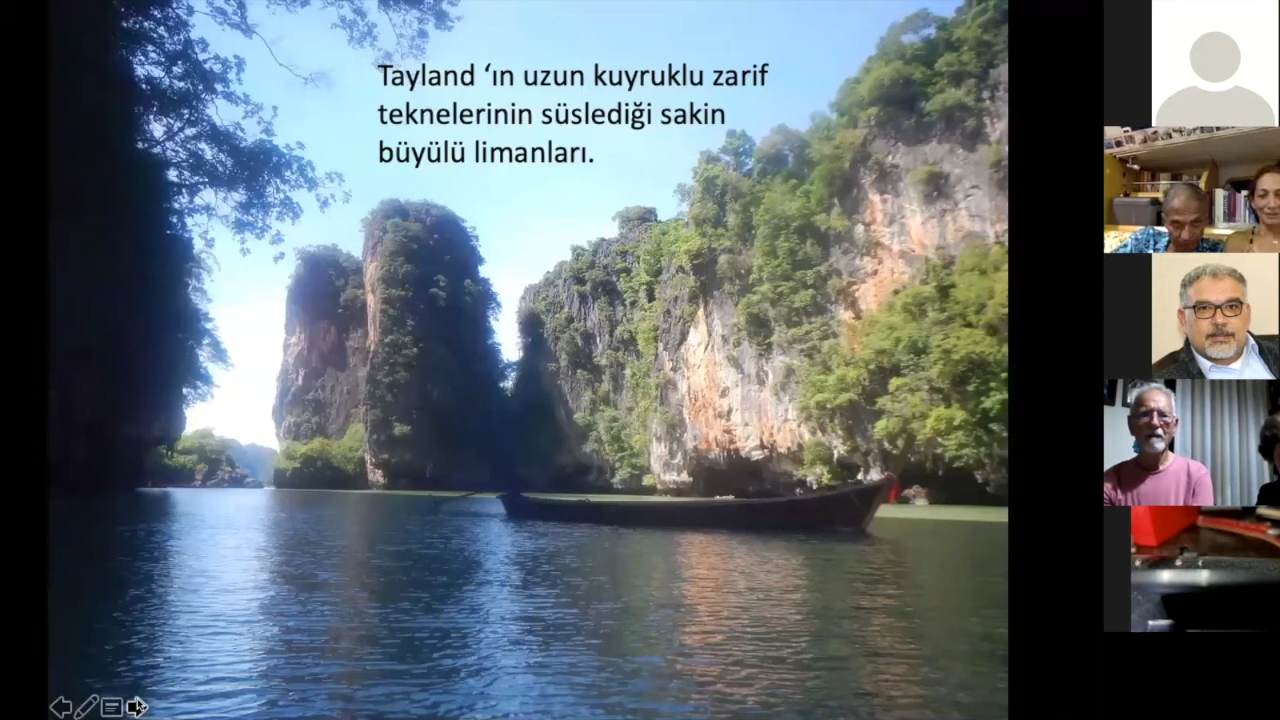 Tayland ‘ın uzun kuyruklu zarif
teknelerinin süslediği sakin
büyülü limanları.